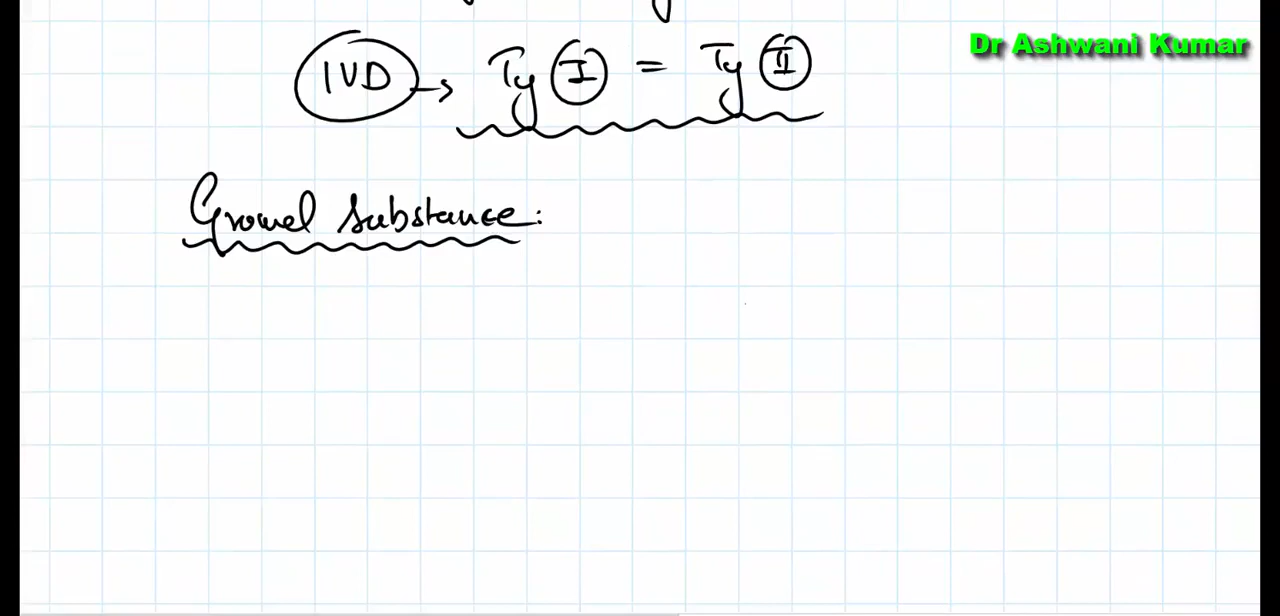 Dr Ashwani Kumar
IVD → Ty I = Ty II
Ground substance: